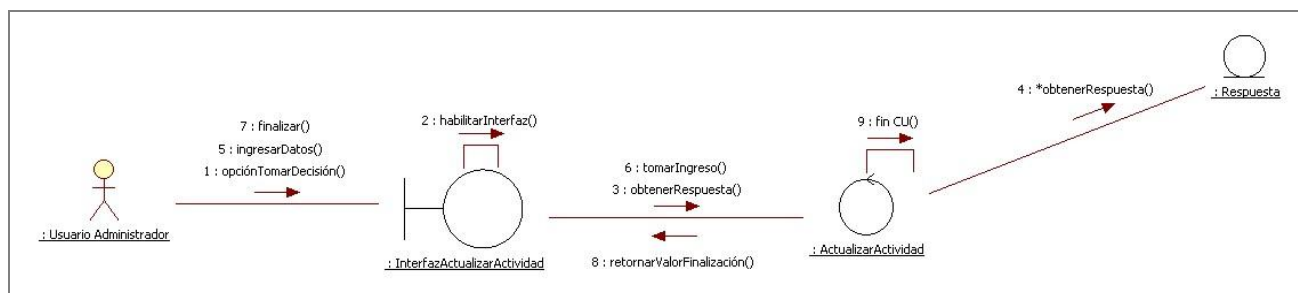 4 : *obtenerRespuesta()
: Respuesta
7 : finalizar()
2 : habilitarInterfaz()
9 : fin CU()
5 : ingresarDatos()
1 : opciónTomarDecisión()
6 : tomarIngreso()
3 : obtenerRespuesta()
: Usuario Administrador
: InterfazActualizarActividad
8 : retornarValorFinalización()
: ActualizarActividad